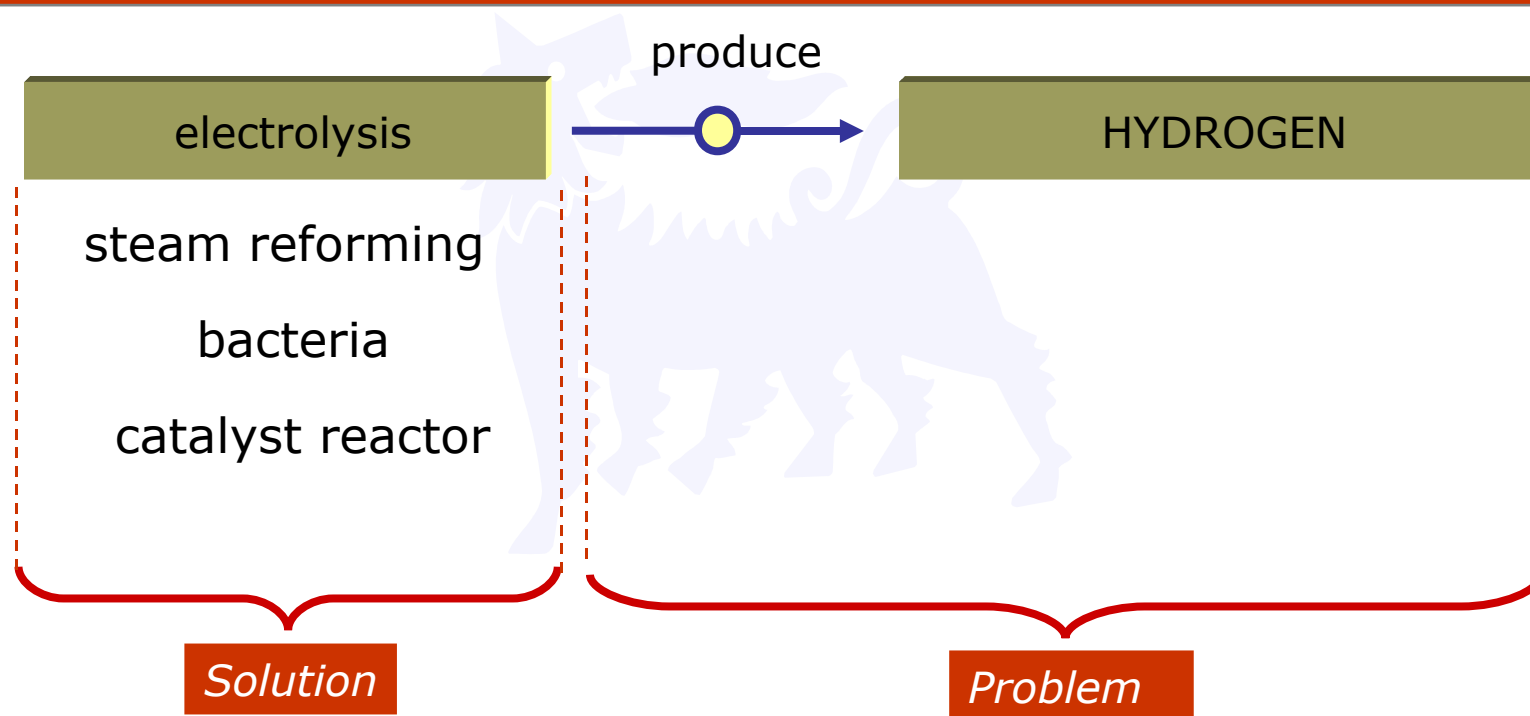 produce
electrolysis
HYDROGEN
steam reforming
bacteria
catalyst reactor
Solution
Problem